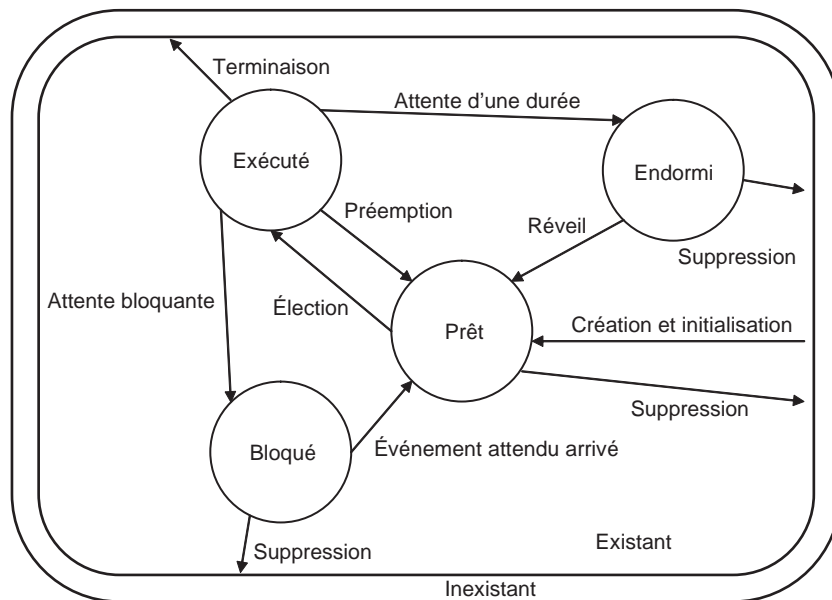 Terminaison
Attente d'une durée
Exécuté
Endormi
Préemption
Réveil
Suppression
Attente bloquante
Élection
Prêt
Création et initialisation
Suppression
Bloqué
Événement attendu arrivé
Suppression
Existant
Inexistant